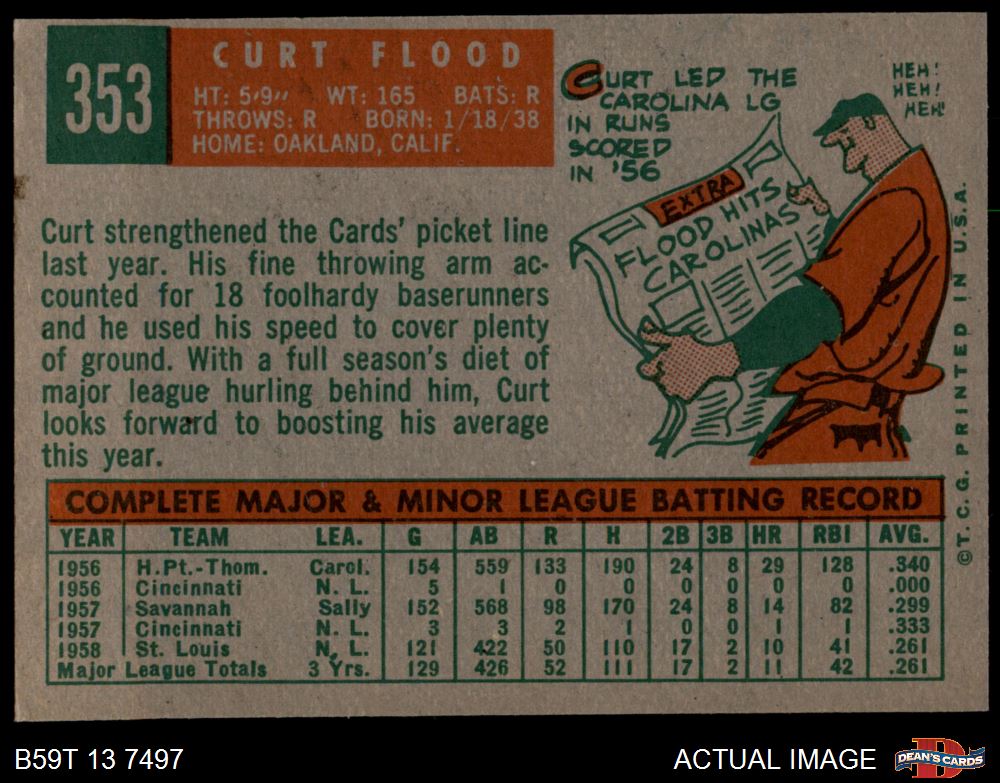 353
CURT FLOOD
HT: 5'9" WT: 165 BATS: R
THROWS: R BORN: 1/18/38
HOME: OAKLAND, CALIF.
CURT LED THE
CAROLINA LG
IN RUNS
SCORED
IN '56
HEH!
HEH!
HEH!
EXTRA
FLOOD HITS
CAROLINAS
Curt strengthened the Cards' picket line
last year. His fine throwing arm ac-
counted for 18 foolhardy baserunners
and he used his speed to cover plenty
of ground. With a full season's diet of
major league hurling behind him, Curt
looks forward to boosting his average
this year.
COMPLETE MAJOR & MINOR LEAGUE BATTING RECORD
YEAR TEAM LEA. G AB R H 2B 3B HR RBI AVG.
1956 H.Pt.-Thom. Carol. 154 559 133 190 24 8 29 128 .340
1956 Cincinnati N. L. 5 1 0 0 0 0 0 0 .000
1957 Savannah Sally 152 568 98 170 24 8 14 82 .299
1957 Cincinnati N. L. 3 3 2 1 0 0 1 1 .333
1958 St. Louis N. L. 121 422 50 110 17 2 10 41 .261
Major League Totals 3 Yrs. 129 426 52 111 17 2 11 42 .261
©T.C.G. PRINTED IN U.S.A.
B59T 13 7497
ACTUAL IMAGE
D
DEAN'S CARDS